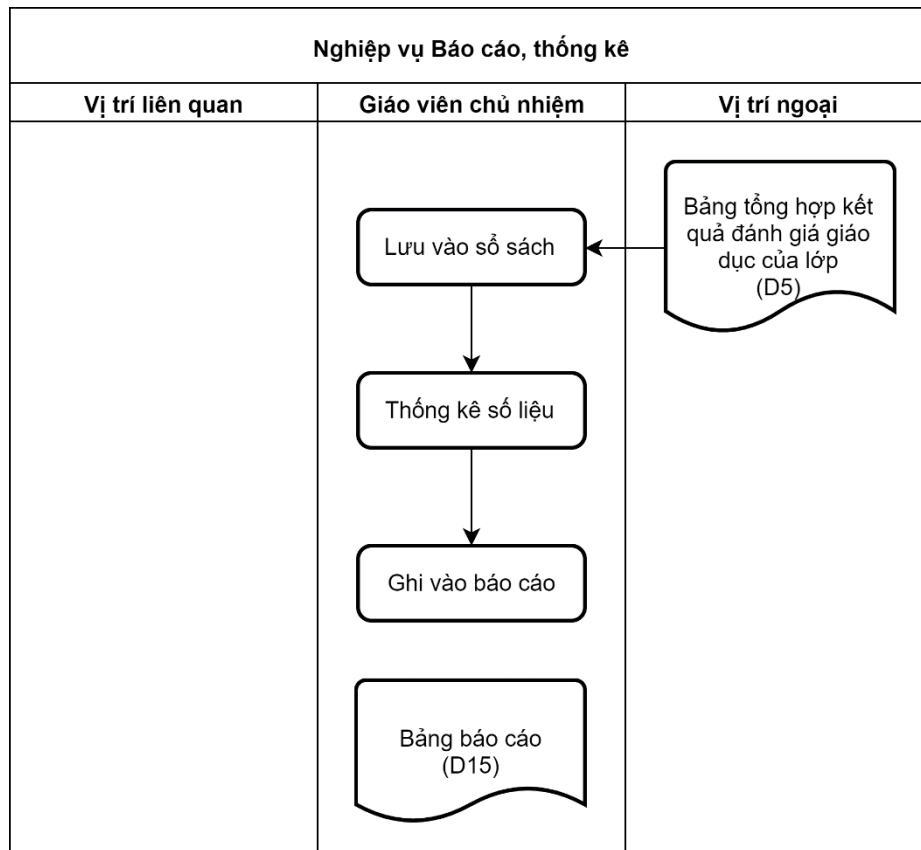 Nghiệp vụ Báo cáo, thống kê
Vị trí liên quan
Giáo viên chủ nhiệm
Vị trí ngoại
Bảng tổng hợp kết
quả đánh giá giáo
dục của lớp
(D5)
Lưu vào sổ sách
Thống kê số liệu
Ghi vào báo cáo
Bảng báo cáo
(D15)